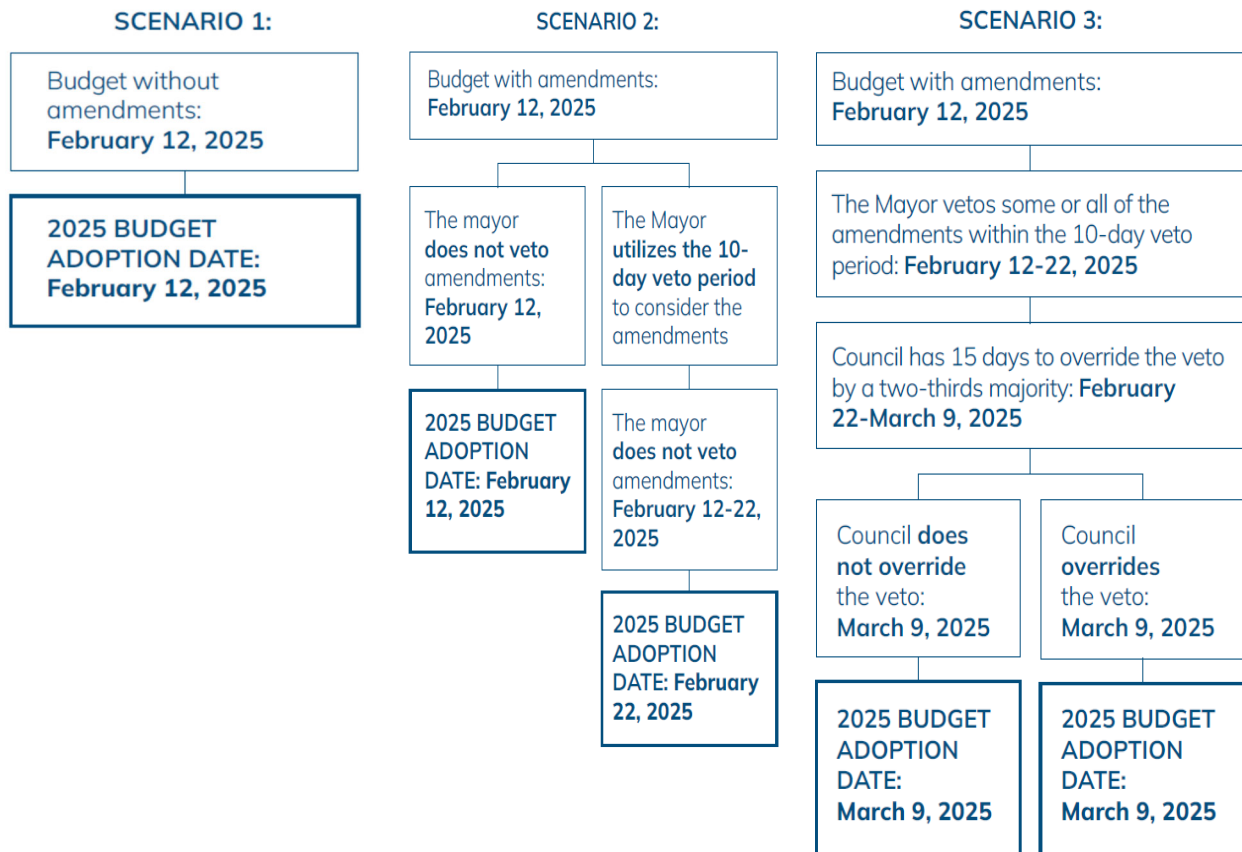 SCENARIO 1:
Budget without
amendments:
February 12, 2025
2025 BUDGET
ADOPTION DATE:
February 12, 2025
SCENARIO 2:
Budget with amendments:
February 12, 2025
The mayor
does not veto
amendments:
February 12,
2025
2025 BUDGET
ADOPTION
DATE: February
12, 2025
The Mayor
utilizes the 10-
day veto period
to consider the
amendments
The mayor
does not veto
amendments:
February 12-22,
2025
2025 BUDGET
ADOPTION
DATE: February
22, 2025
SCENARIO 3:
Budget with amendments:
February 12, 2025
The Mayor vetos some or all of the
amendments within the 10-day veto
period: February 12-22, 2025
Council has 15 days to override the veto
by a two-thirds majority: February
22-March 9, 2025
Council does
not override
the veto:
March 9, 2025
2025 BUDGET
ADOPTION
DATE:
March 9, 2025
Council
overrides
the veto:
March 9, 2025
2025 BUDGET
ADOPTION
DATE:
March 9, 2025